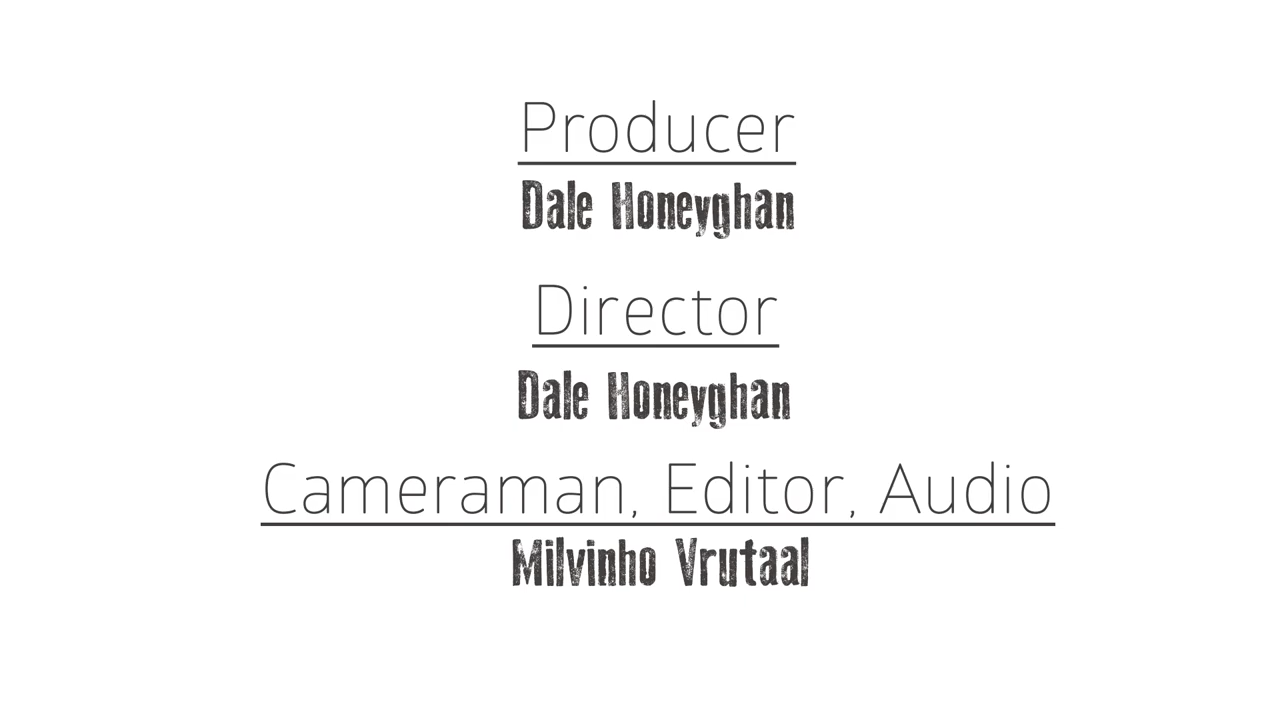 Producer
Dale Honeyghan
Director
Dale Honeyghan
Cameraman, Editor, Audio
Milvinho Vrutaal